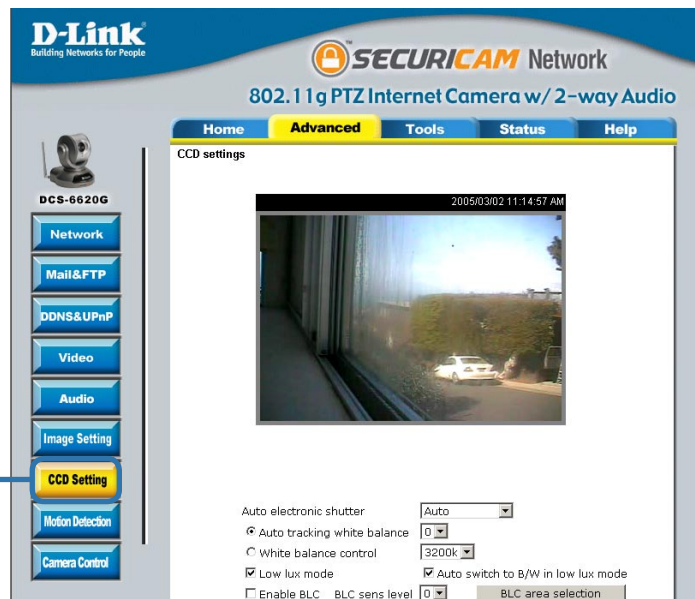 D-Link®
Building Networks for People
SECURICAM™ Network
802.11g PTZ Internet Camera w/ 2-way Audio
Home Advanced Tools Status Help
CCD settings
DCS-6620G
2005/03/02 11:14:57 AM
Network
Mail&FTP
DDNS&UPnP
Video
Audio
Image Setting
CCD Setting
Motion Detection
Camera Control
Auto electronic shutter Auto
Auto tracking white balance 0
White balance control 3200k
Low lux mode Auto switch to B/W in low lux mode
Enable BLC BLC sens level 0 BLC area selection